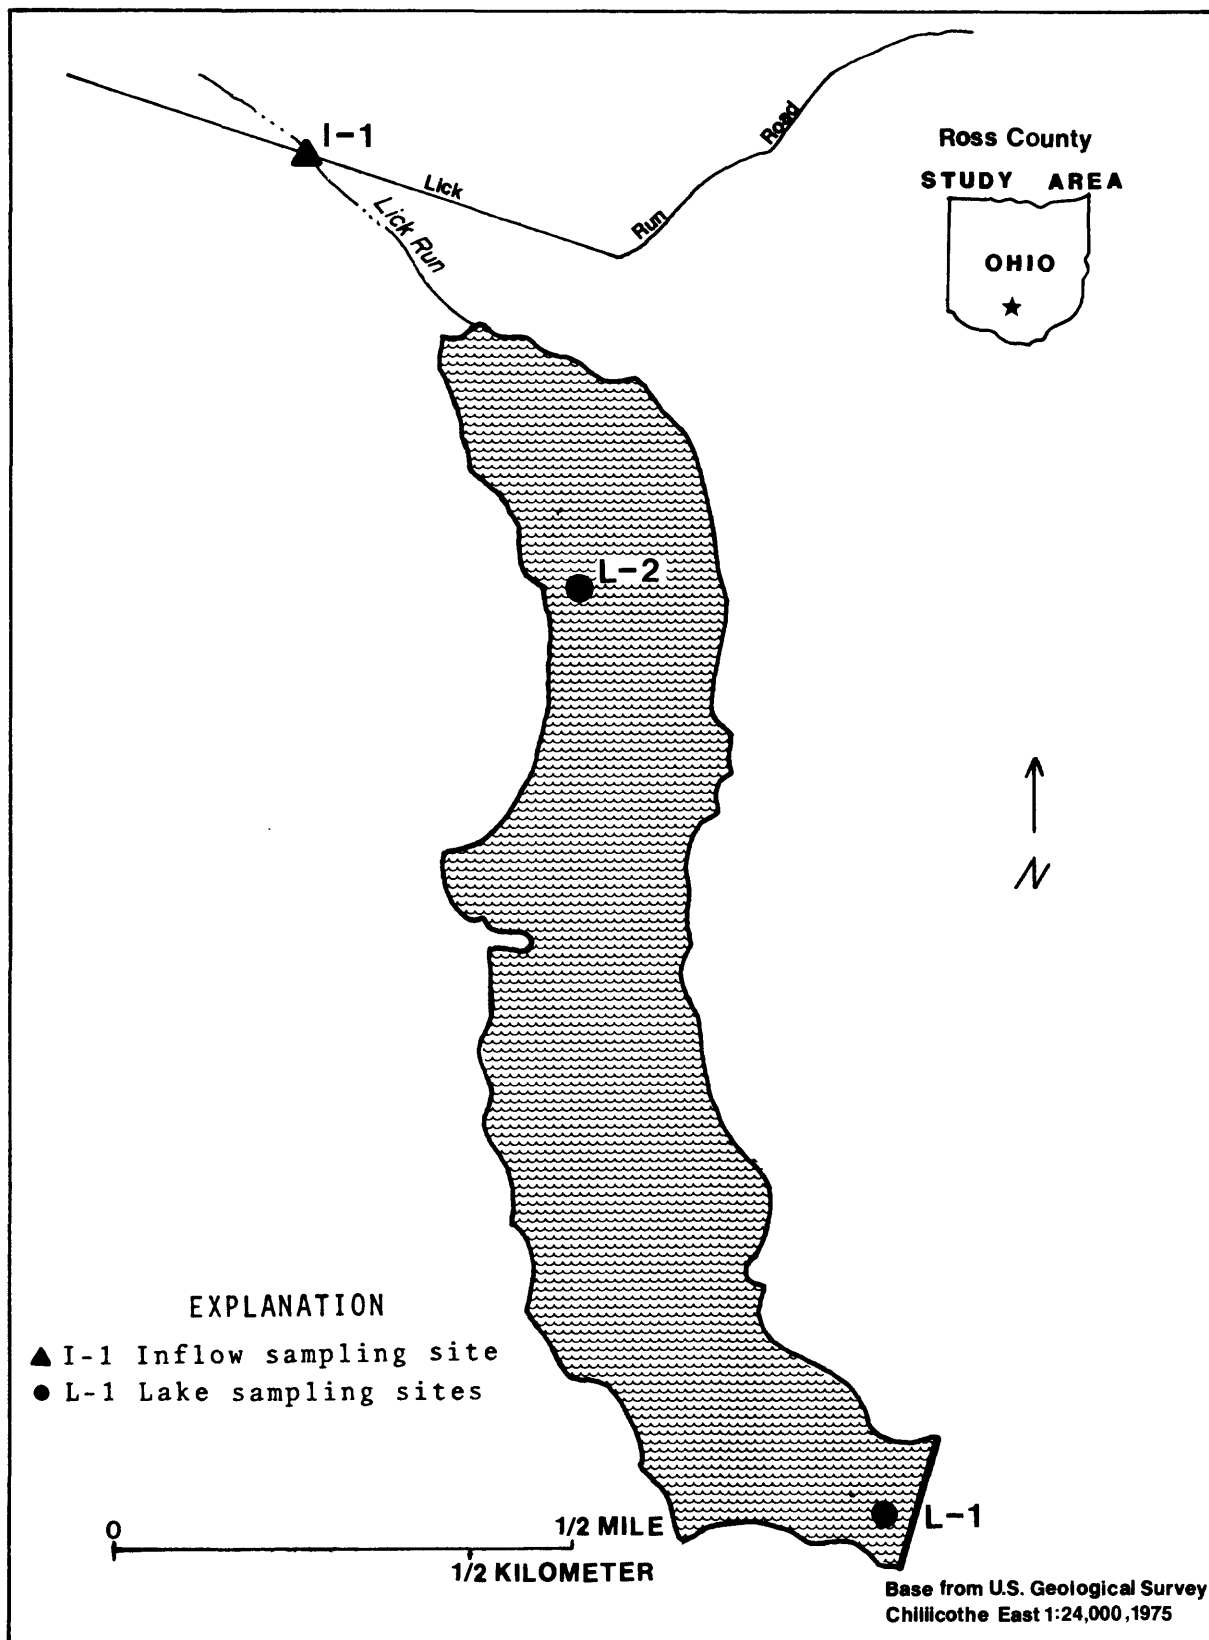 I-1
Lick
Run
Road
Lick Run
Ross County
STUDY AREA
OHIO
L-2
N
EXPLANATION
I-1 Inflow sampling site
L-1 Lake sampling sites
0
1/2 MILE
1/2 KILOMETER
L-1
Base from U.S. Geological Survey
Chillicothe East 1:24,000,1975